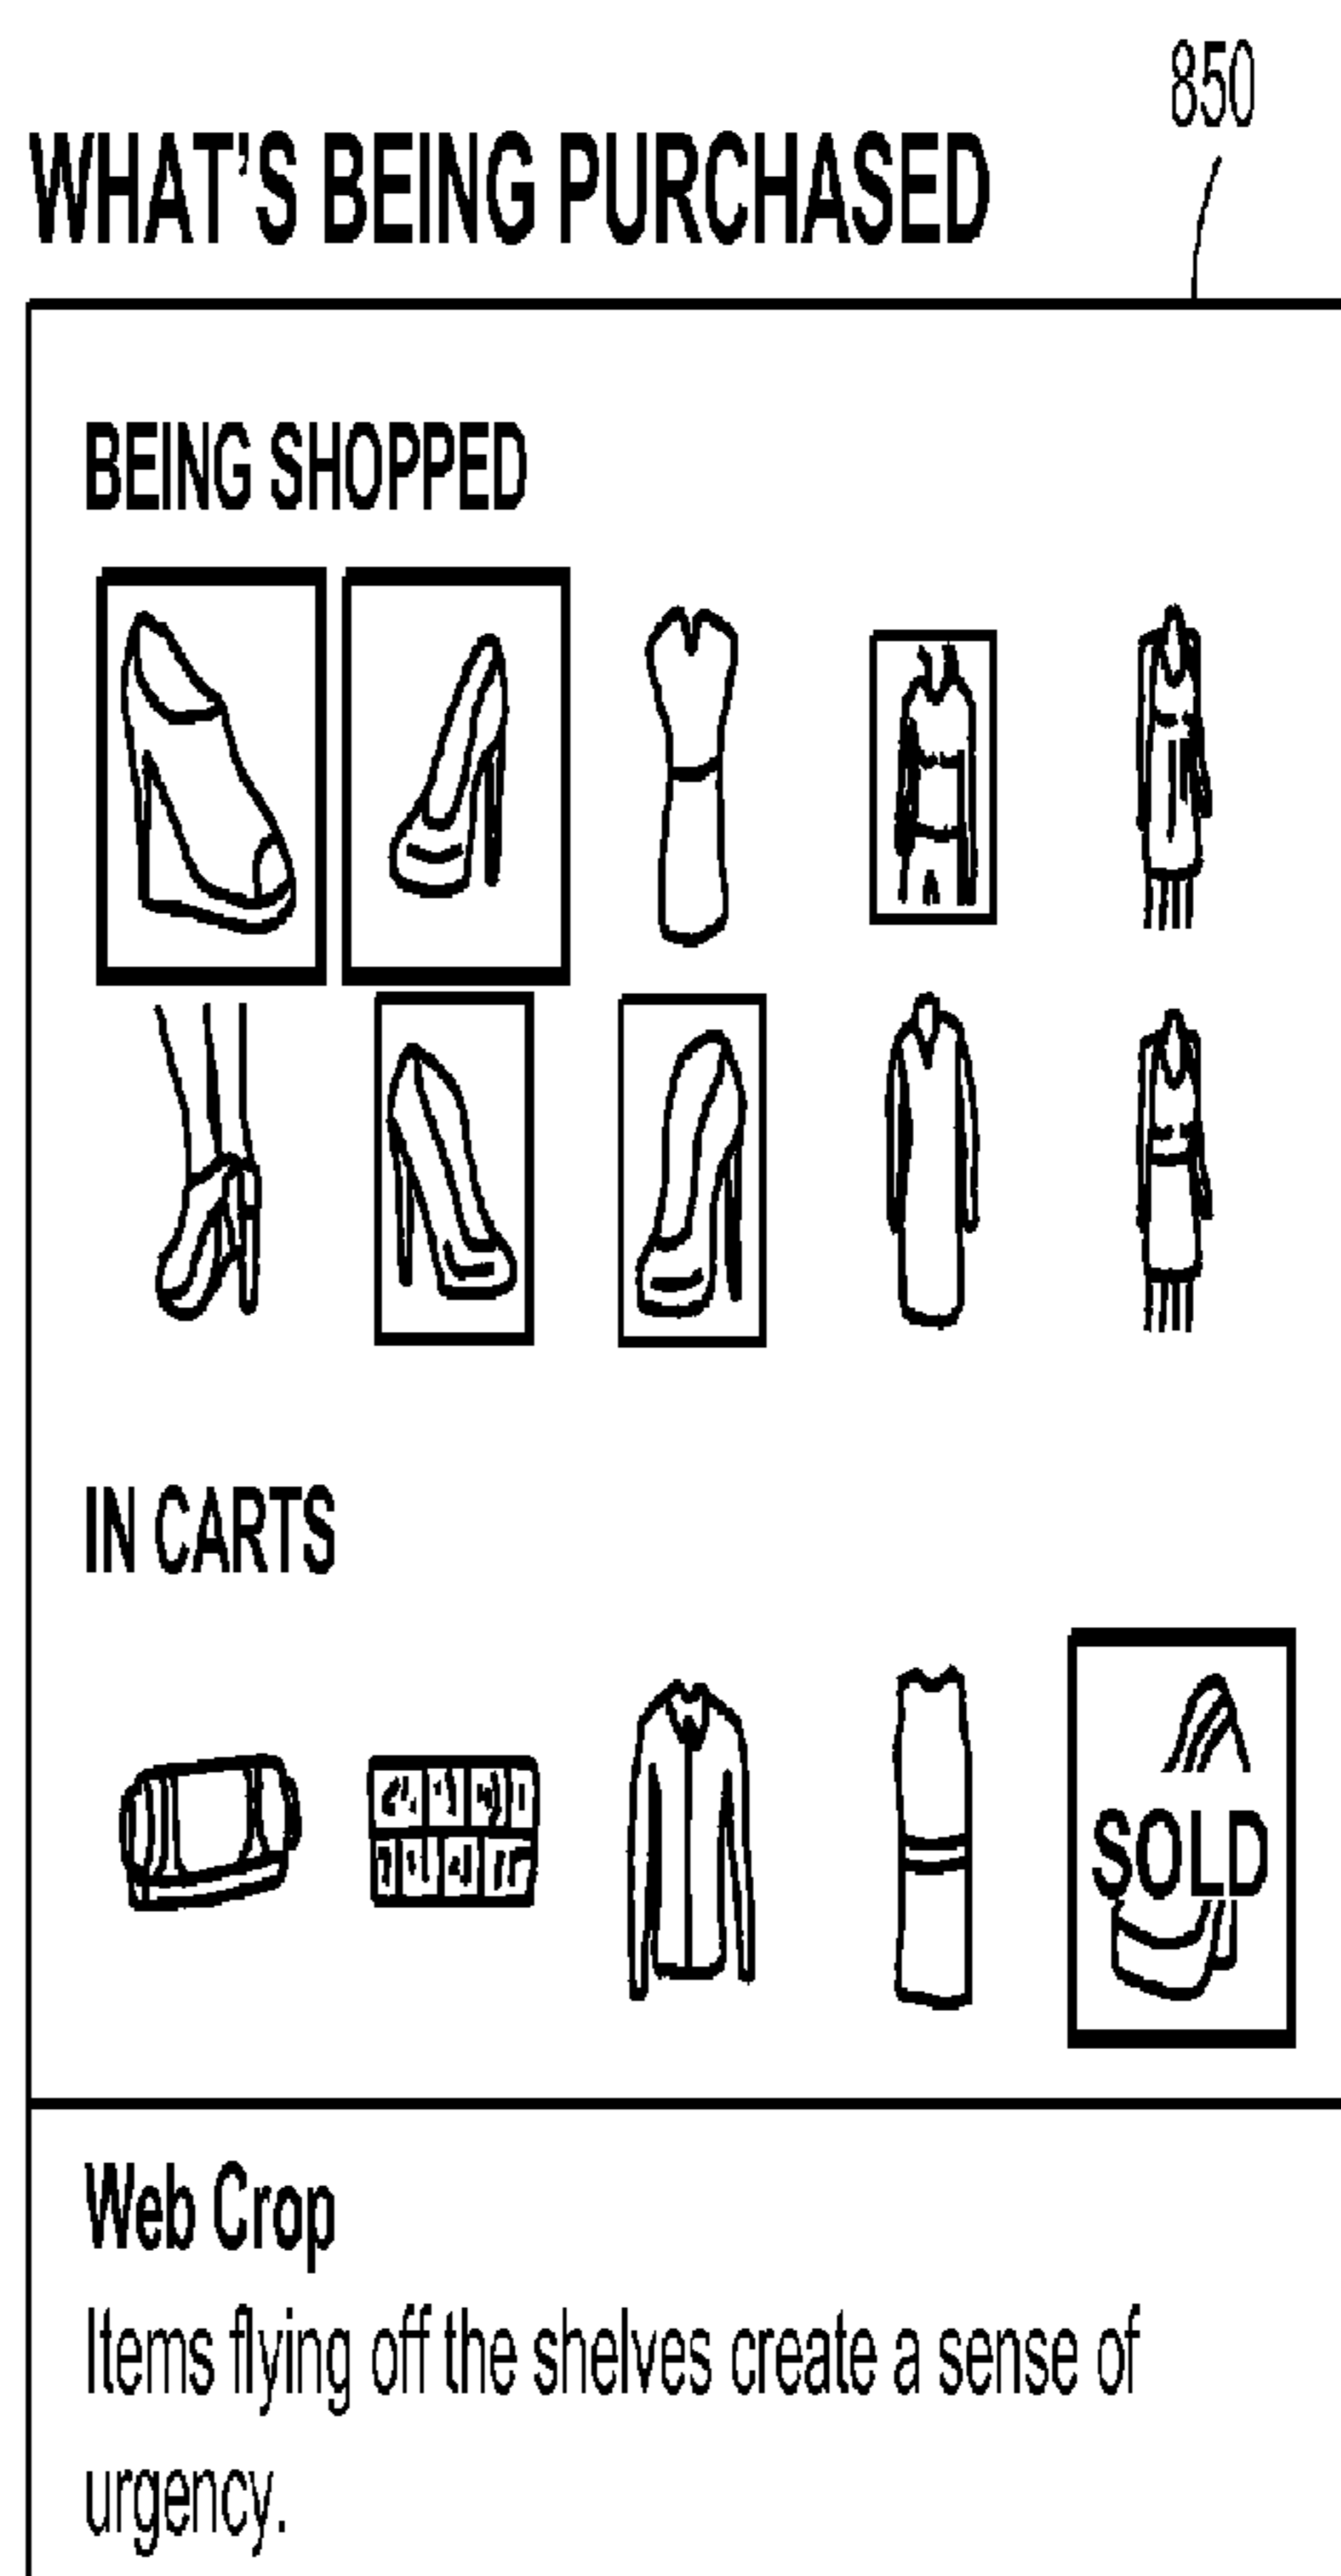 850
WHAT'S BEING PURCHASED
BEING SHOPPED
IN CARTS
SOLD
Web Crop
Items flying off the shelves create a sense of
urgency.